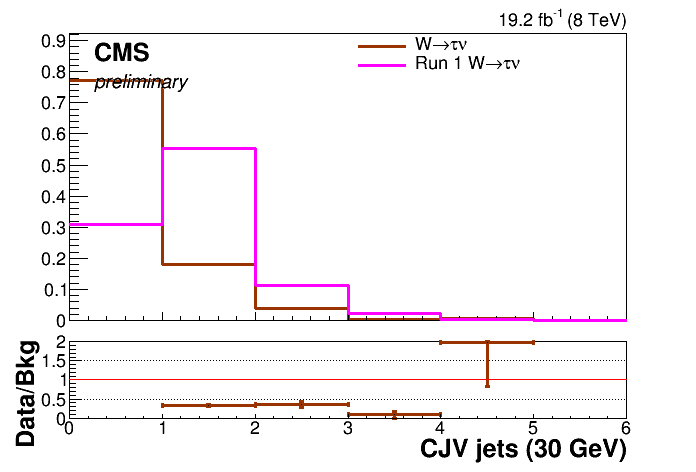 19.2 fb-1 (8 TeV)
CMS
preliminary
W→τν
Run 1 W→τν
0.9
0.8
0.7
0.6
0.5
0.4
0.3
0.2
0.1
0
Data/Bkg
2
1.5
1
0.5
0
0 1 2 3 4 5 6
CJV jets (30 GeV)